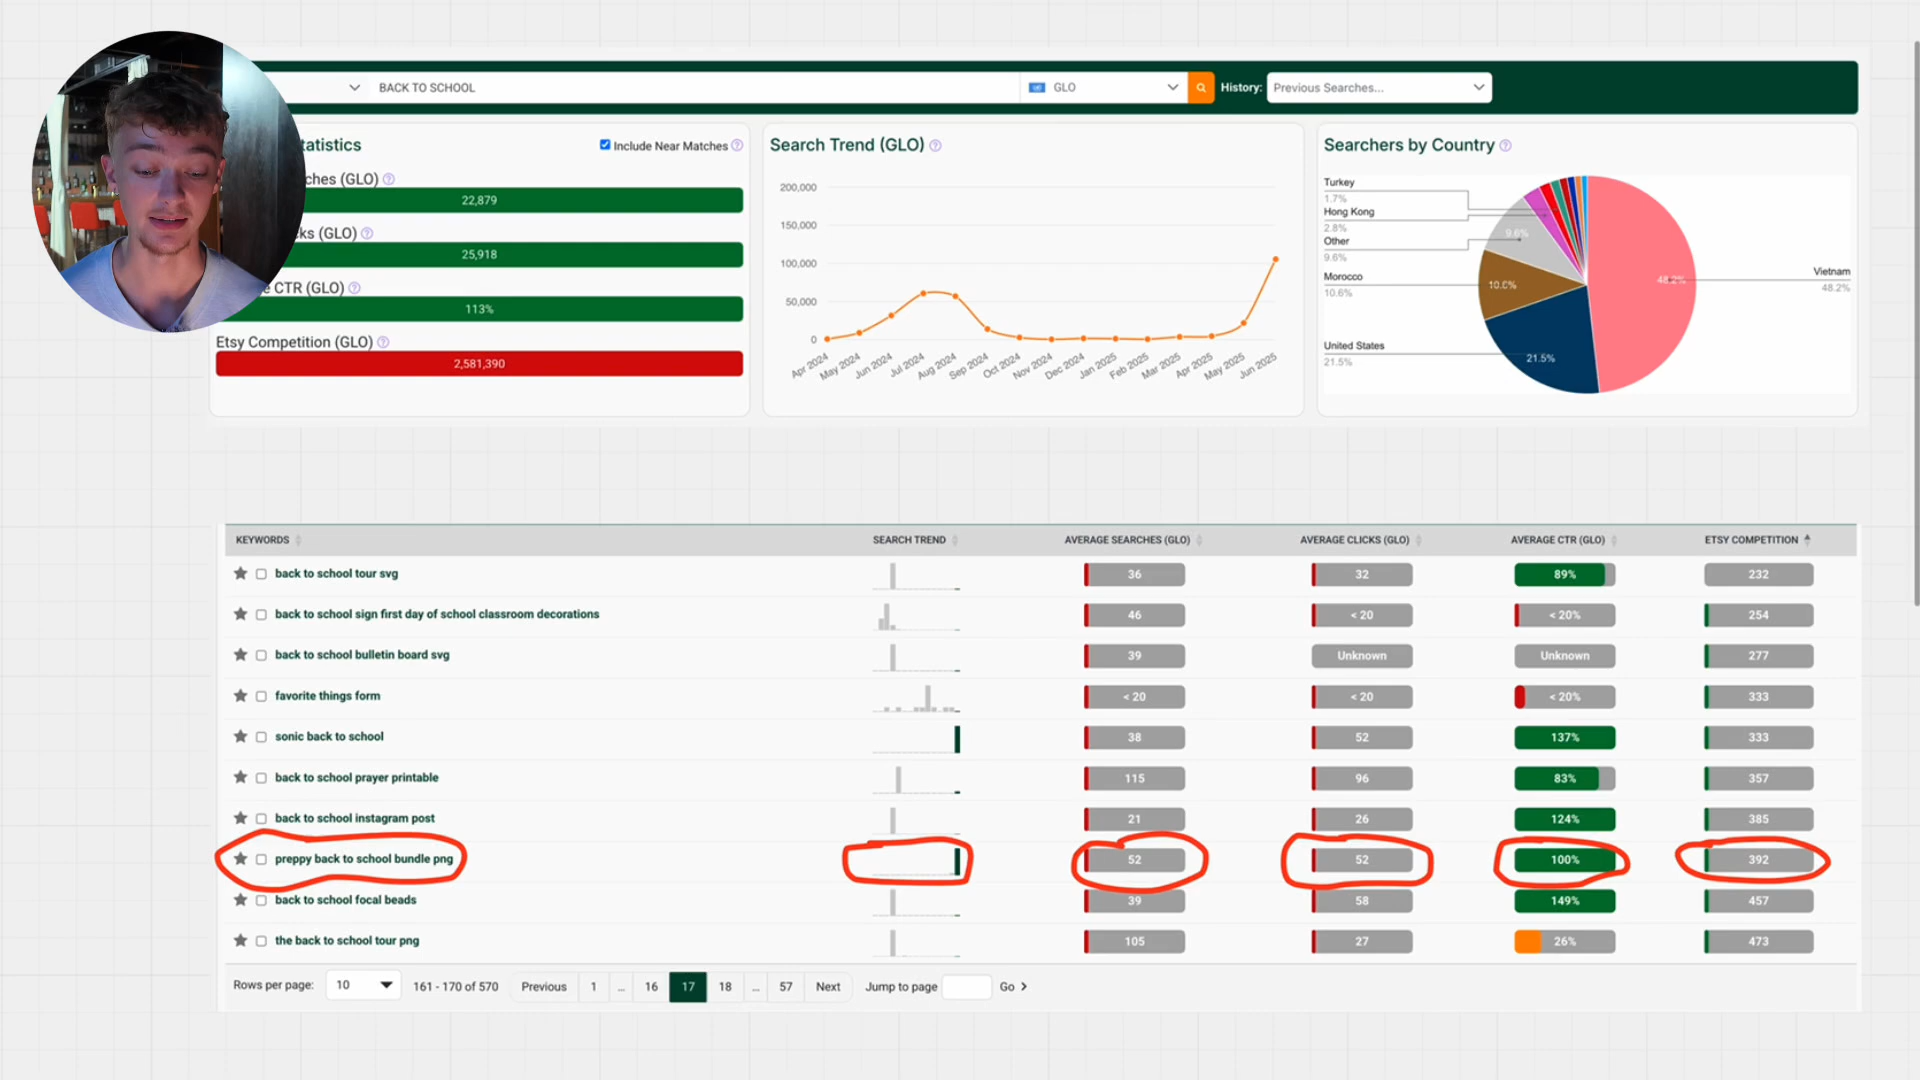 BACK TO SCHOOL
GLO
History:
Previous Searches...
tatistics
Include Near Matches
ches (GLO)
22,879
ks (GLO)
25,918
e CTR (GLO)
113%
Etsy Competition (GLO)
2,581,390
Search Trend (GLO)
200,000
150,000
100,000
50,000
0
Apr 2024
May 2024
Jun 2024
Jul 2024
Aug 2024
Sep 2024
Oct 2024
Nov 2024
Dec 2024
Jan 2025
Feb 2025
Mar 2025
Apr 2025
May 2025
Jun 2025
Searchers by Country
Turkey
1.7%
Hong Kong
2.8%
Other
9.6%
Morocco
10.6%
United States
21.5%
9.6%
10.0%
21.5%
48.2%
Vietnam
48.2%
KEYWORDS SEARCH TREND AVERAGE SEARCHES (GLO) AVERAGE CLICKS (GLO) AVERAGE CTR (GLO) ETSY COMPETITION
back to school tour svg 36 32 89% 232
back to school sign first day of school classroom decorations 46 < 20 < 20% 254
back to school bulletin board svg 39 Unknown Unknown 277
favorite things form < 20 < 20 < 20% 333
sonic back to school 38 52 137% 333
back to school prayer printable 115 96 83% 357
back to school instagram post 21 26 124% 385
preppy back to school bundle png 52 52 100% 392
back to school focal beads 39 58 149% 457
the back to school tour png 105 27 26% 473
Rows per page: 10 161 - 170 of 570 Previous 1 ... 16 17 18 ... 57 Next Jump to page Go >